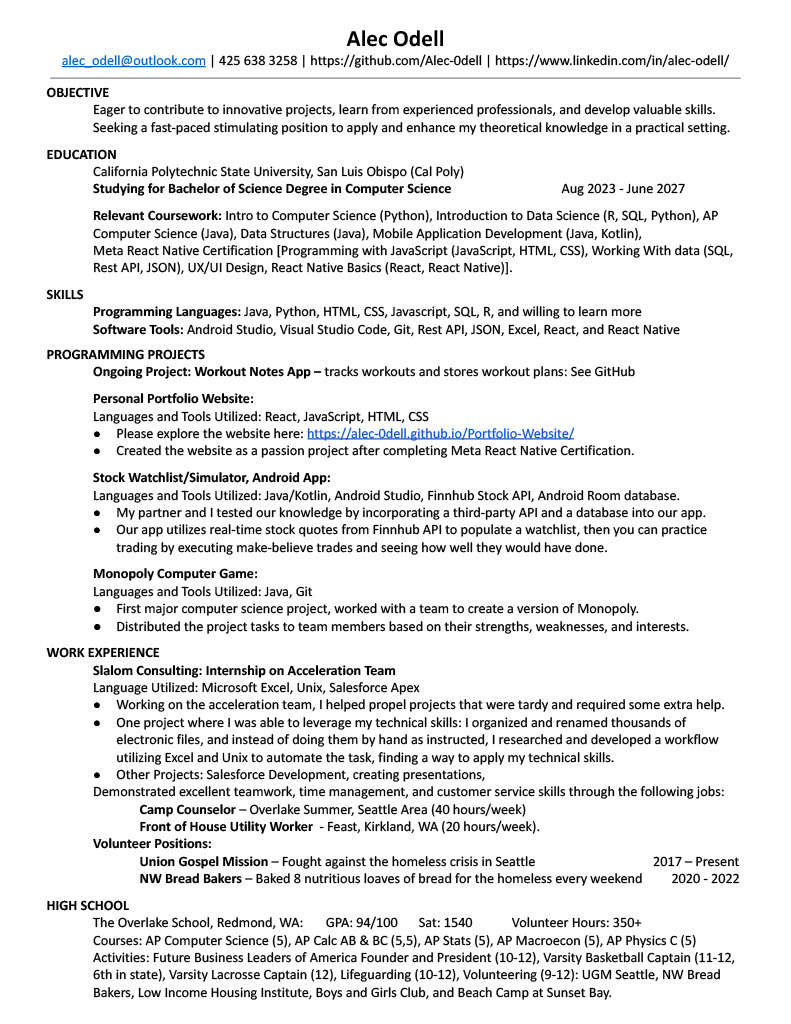 Alec Odell
alec_odell@outlook.com | 425 638 3258 | https://github.com/Alec-0dell | https://www.linkedin.com/in/alec-odell/
OBJECTIVE
Eager to contribute to innovative projects, learn from experienced professionals, and develop valuable skills.
Seeking a fast-paced stimulating position to apply and enhance my theoretical knowledge in a practical setting.
EDUCATION
California Polytechnic State University, San Luis Obispo (Cal Poly)
Studying for Bachelor of Science Degree in Computer Science Aug 2023 - June 2027
Relevant Coursework: Intro to Computer Science (Python), Introduction to Data Science (R, SQL, Python), AP
Computer Science (Java), Data Structures (Java), Mobile Application Development (Java, Kotlin),
Meta React Native Certification [Programming with JavaScript (JavaScript, HTML, CSS), Working With data (SQL,
Rest API, JSON), UX/UI Design, React Native Basics (React, React Native)].
SKILLS
Programming Languages: Java, Python, HTML, CSS, Javascript, SQL, R, and willing to learn more
Software Tools: Android Studio, Visual Studio Code, Git, Rest API, JSON, Excel, React, and React Native
PROGRAMMING PROJECTS
Ongoing Project: Workout Notes App – tracks workouts and stores workout plans: See GitHub
Personal Portfolio Website:
Languages and Tools Utilized: React, JavaScript, HTML, CSS
● Please explore the website here: https://alec-0dell.github.io/Portfolio-Website/
● Created the website as a passion project after completing Meta React Native Certification.
Stock Watchlist/Simulator, Android App:
Languages and Tools Utilized: Java/Kotlin, Android Studio, Finnhub Stock API, Android Room database.
● My partner and I tested our knowledge by incorporating a third-party API and a database into our app.
● Our app utilizes real-time stock quotes from Finnhub API to populate a watchlist, then you can practice
trading by executing make-believe trades and seeing how well they would have done.
Monopoly Computer Game:
Languages and Tools Utilized: Java, Git
● First major computer science project, worked with a team to create a version of Monopoly.
● Distributed the project tasks to team members based on their strengths, weaknesses, and interests.
WORK EXPERIENCE
Slalom Consulting: Internship on Acceleration Team
Language Utilized: Microsoft Excel, Unix, Salesforce Apex
● Working on the acceleration team, I helped propel projects that were tardy and required some extra help.
● One project where I was able to leverage my technical skills: I organized and renamed thousands of
electronic files, and instead of doing them by hand as instructed, I researched and developed a workflow
utilizing Excel and Unix to automate the task, finding a way to apply my technical skills.
● Other Projects: Salesforce Development, creating presentations,
Demonstrated excellent teamwork, time management, and customer service skills through the following jobs:
Camp Counselor – Overlake Summer, Seattle Area (40 hours/week)
Front of House Utility Worker - Feast, Kirkland, WA (20 hours/week).
Volunteer Positions:
Union Gospel Mission – Fought against the homeless crisis in Seattle 2017 – Present
NW Bread Bakers – Baked 8 nutritious loaves of bread for the homeless every weekend 2020 - 2022
HIGH SCHOOL
The Overlake School, Redmond, WA: GPA: 94/100 Sat: 1540 Volunteer Hours: 350+
Courses: AP Computer Science (5), AP Calc AB & BC (5,5), AP Stats (5), AP Macroecon (5), AP Physics C (5)
Activities: Future Business Leaders of America Founder and President (10-12), Varsity Basketball Captain (11-12,
6th in state), Varsity Lacrosse Captain (12), Lifeguarding (10-12), Volunteering (9-12): UGM Seattle, NW Bread
Bakers, Low Income Housing Institute, Boys and Girls Club, and Beach Camp at Sunset Bay.